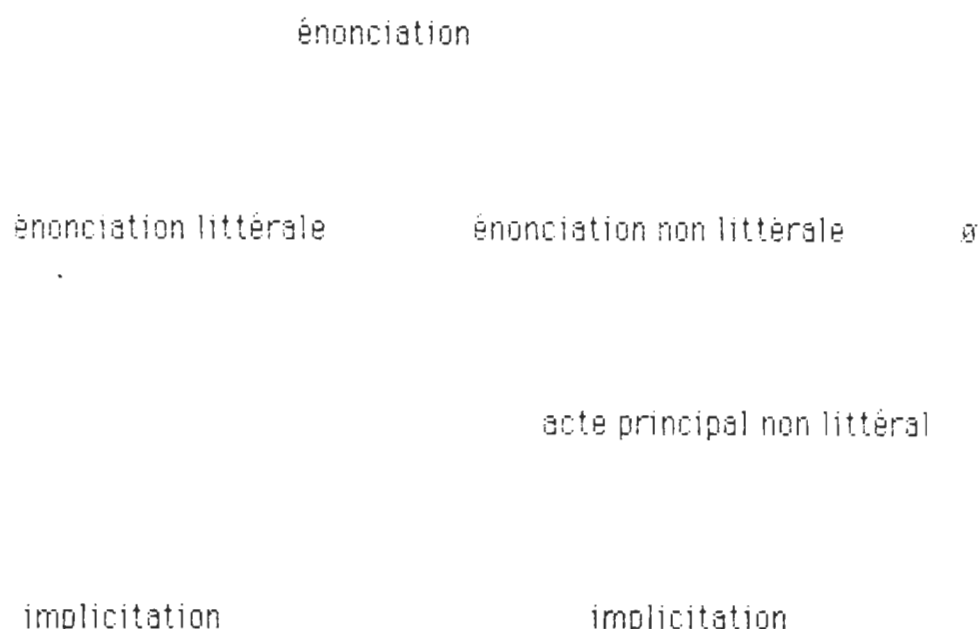 énonciation
énonciation littérale énonciation non littérale ø
acte principal non littéral
implicitation implicitation